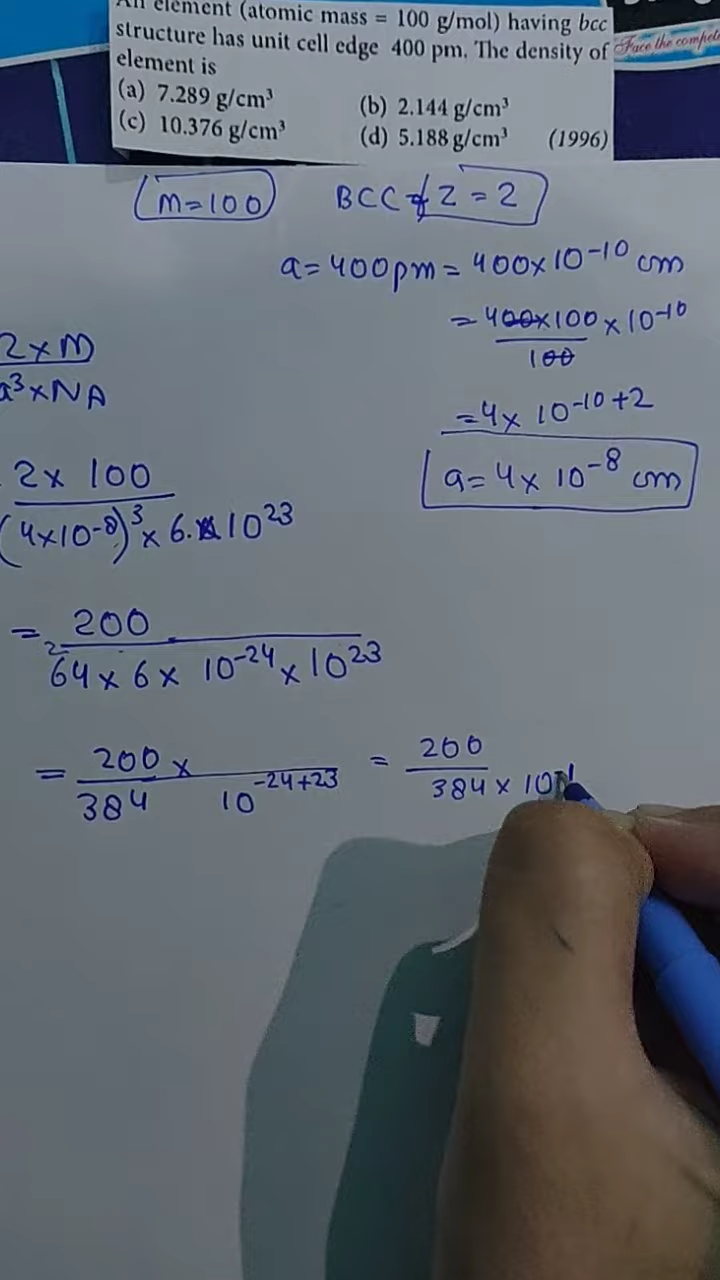 An element (atomic mass = 100 g/mol) having bcc
structure has unit cell edge 400 pm. The density of
element is
(a) 7.289 g/cm³ (b) 2.144 g/cm³
(c) 10.376 g/cm³ (d) 5.188 g/cm³ (1996)
Face the
M=100 BCC Z = 2
a = 400pm = 400×10⁻¹⁰ cm
= 400×100 × 10⁻¹⁰
100
= 4× 10⁻¹⁰⁺²
a = 4 × 10⁻⁸ cm
2×M
a³×NA
2× 100
(4×10⁻⁸)³ × 6.×10²³
= 200
64× 6× 10⁻²⁴ × 10²³
= 200 ×
384 10⁻²⁴⁺²³
= 200
384 × 10